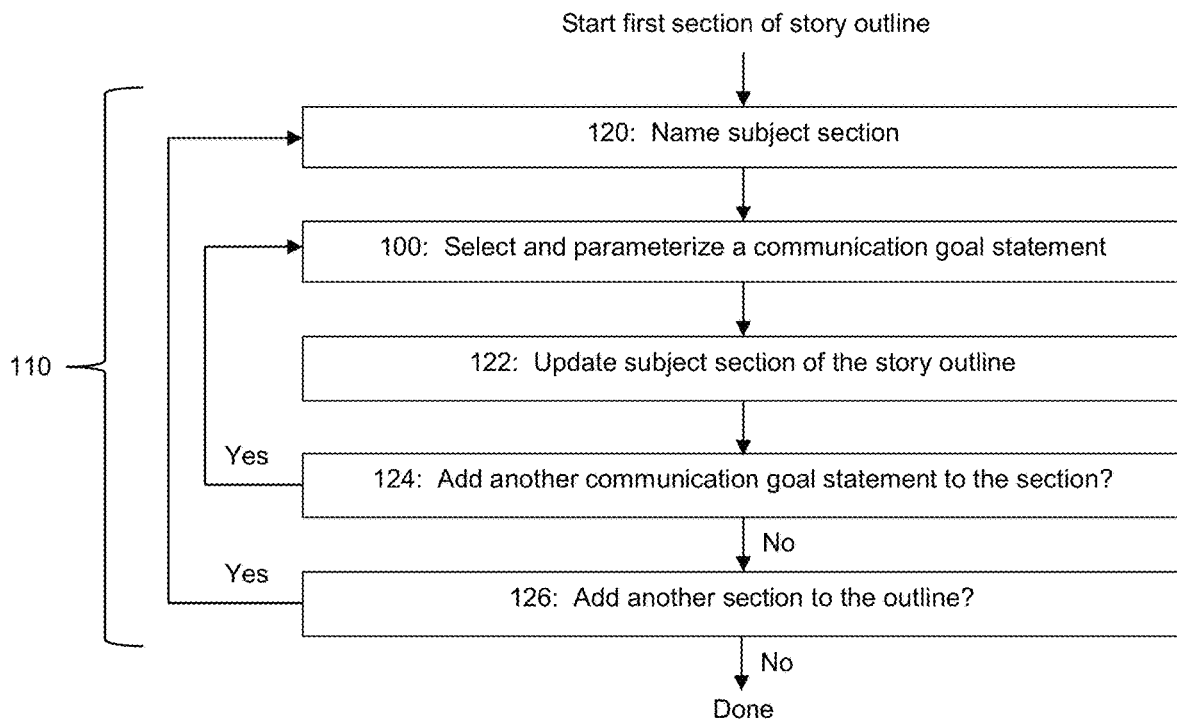 Start first section of story outline
120: Name subject section
100: Select and parameterize a communication goal statement
122: Update subject section of the story outline
110
Yes
124: Add another communication goal statement to the section?
No
Yes
126: Add another section to the outline?
No
Done